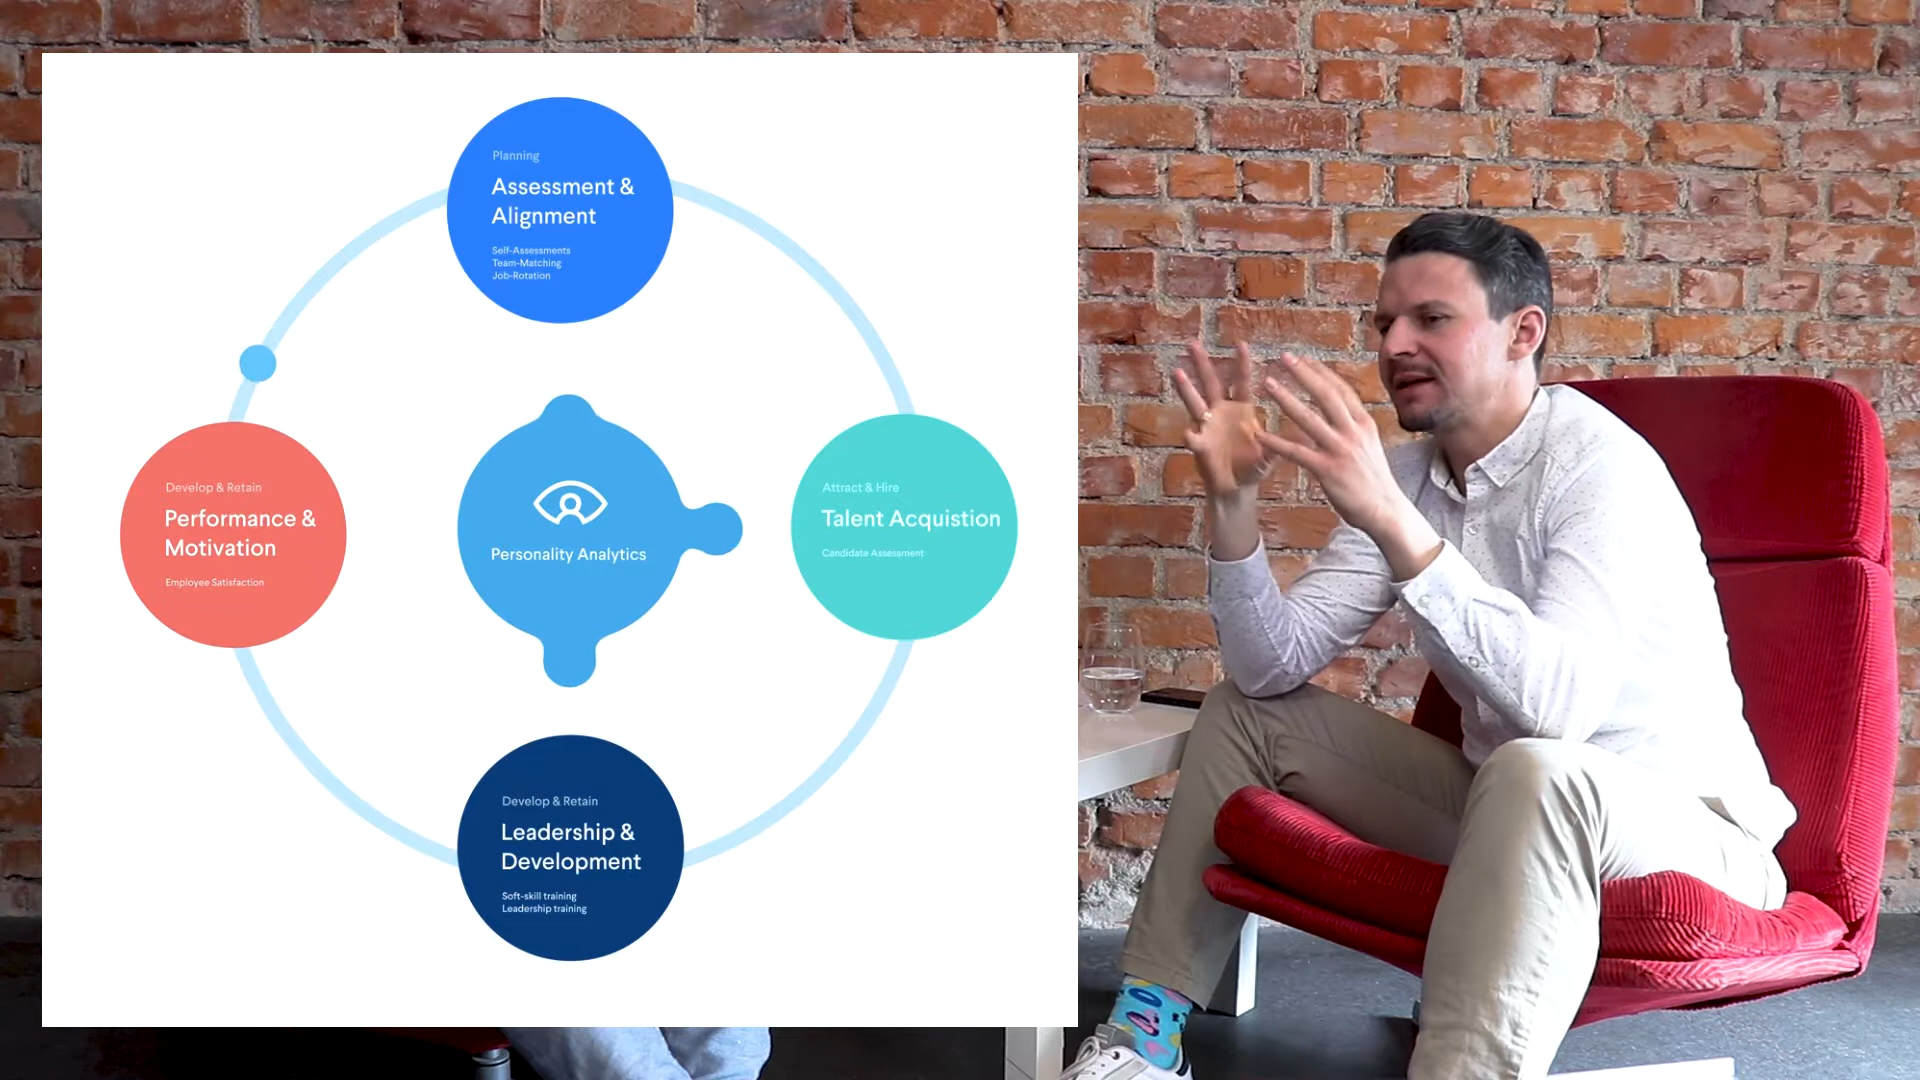 Planning
Assessment &
Alignment
Self-Assessments
Team-Matching
Job-Rotation
Develop & Retain
Performance &
Motivation
Employee Satisfaction
Personality Analytics
Attract & Hire
Talent Acquistion
Candidate Assessment
Develop & Retain
Leadership &
Development
Soft-skill training
Leadership training